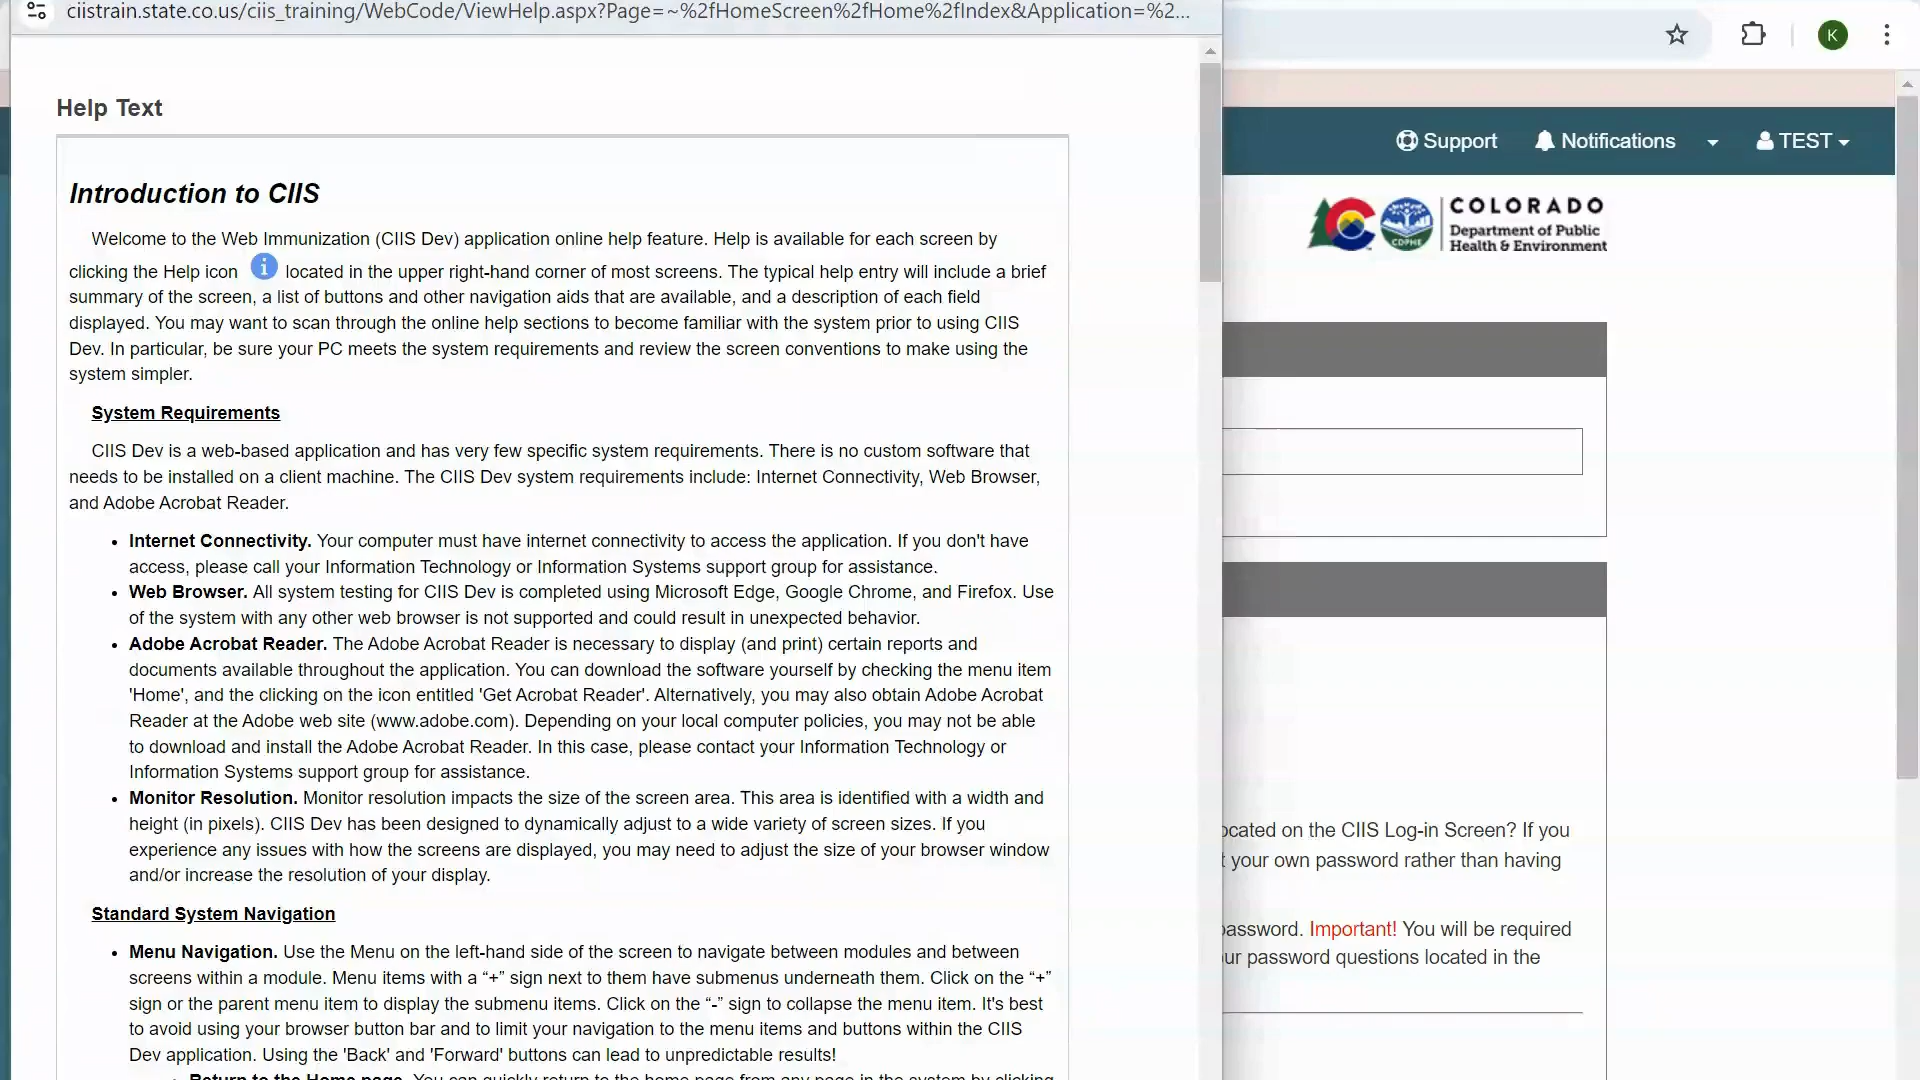 ciistrain.state.co.us/ciis_training/WebCode/ViewHelp.aspx?Page=~%2fHomeScreen%2fHome%2fIndex&Application=%2...
K
Help Text
Support
Notifications
TEST
Introduction to CIIS
COLORADO
Department of Public
Health & Environment
CDPHE
Welcome to the Web Immunization (CIIS Dev) application online help feature. Help is available for each screen by
clicking the Help icon i located in the upper right-hand corner of most screens. The typical help entry will include a brief
summary of the screen, a list of buttons and other navigation aids that are available, and a description of each field
displayed. You may want to scan through the online help sections to become familiar with the system prior to using CIIS
Dev. In particular, be sure your PC meets the system requirements and review the screen conventions to make using the
system simpler.
System Requirements
CIIS Dev is a web-based application and has very few specific system requirements. There is no custom software that
needs to be installed on a client machine. The CIIS Dev system requirements include: Internet Connectivity, Web Browser,
and Adobe Acrobat Reader.
• Internet Connectivity. Your computer must have internet connectivity to access the application. If you don't have
access, please call your Information Technology or Information Systems support group for assistance.
• Web Browser. All system testing for CIIS Dev is completed using Microsoft Edge, Google Chrome, and Firefox. Use
of the system with any other web browser is not supported and could result in unexpected behavior.
• Adobe Acrobat Reader. The Adobe Acrobat Reader is necessary to display (and print) certain reports and
documents available throughout the application. You can download the software yourself by checking the menu item
'Home', and the clicking on the icon entitled 'Get Acrobat Reader'. Alternatively, you may also obtain Adobe Acrobat
Reader at the Adobe web site (www.adobe.com). Depending on your local computer policies, you may not be able
to download and install the Adobe Acrobat Reader. In this case, please contact your Information Technology or
Information Systems support group for assistance.
• Monitor Resolution. Monitor resolution impacts the size of the screen area. This area is identified with a width and
height (in pixels). CIIS Dev has been designed to dynamically adjust to a wide variety of screen sizes. If you
experience any issues with how the screens are displayed, you may need to adjust the size of your browser window
and/or increase the resolution of your display.
Standard System Navigation
• Menu Navigation. Use the Menu on the left-hand side of the screen to navigate between modules and between
screens within a module. Menu items with a “+” sign next to them have submenus underneath them. Click on the “+”
sign or the parent menu item to display the submenu items. Click on the “-” sign to collapse the menu item. It's best
to avoid using your browser button bar and to limit your navigation to the menu items and buttons within the CIIS
Dev application. Using the 'Back' and 'Forward' buttons can lead to unpredictable results!
Return to the Home page. You can quickly return to the home page from any page in the system by clicking
ocated on the CIIS Log-in Screen? If you
t your own password rather than having
password. Important! You will be required
ur password questions located in the